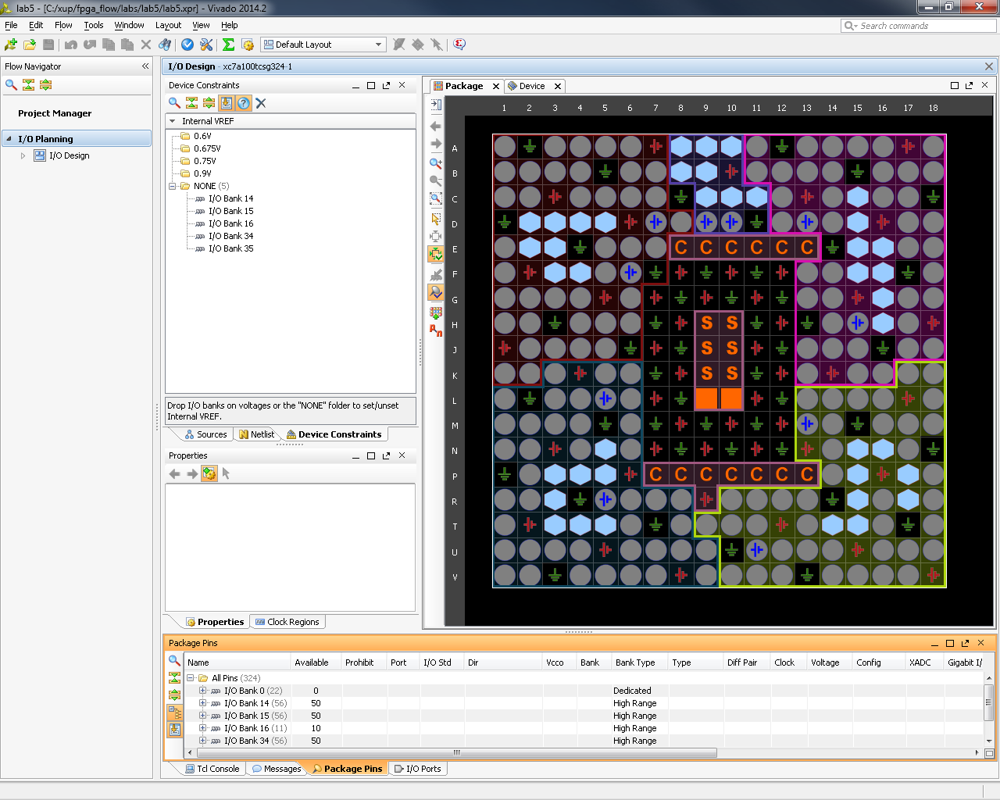 lab5 - [C:/xup/fpga_flow/labs/lab5/lab5.xpr] - Vivado 2014.2
File Edit Flow Tools Window Layout View Help
Search commands
Default Layout
Flow Navigator
Project Manager
I/O Planning
I/O Design
I/O Design - xc7a100tcsg324-1
Device Constraints
Internal VREF
0.6V
0.675V
0.75V
0.9V
NONE (5)
I/O Bank 14
I/O Bank 15
I/O Bank 16
I/O Bank 34
I/O Bank 35
Drop I/O banks on voltages or the "NONE" folder to set/unset
Internal VREF.
Sources Netlist Device Constraints
Properties
Properties Clock Regions
Package Device
1 2 3 4 5 6 7 8 9 10 11 12 13 14 15 16 17 18
A
B
C
D
E C C C C C C
F
G
H S S
J S S
K S S
L
M
N
P C C C C C C C
R
T
U
V
Package Pins
Name Available Prohibit Port I/O Std Dir Vcco Bank Bank Type Type Diff Pair Clock Voltage Config XADC Gigabit I/
All Pins (324)
I/O Bank 0 (22) 0 Dedicated
I/O Bank 14 (56) 50 High Range
I/O Bank 15 (56) 50 High Range
I/O Bank 16 (11) 10 High Range
I/O Bank 34 (56) 50 High Range
Tcl Console Messages Package Pins I/O Ports